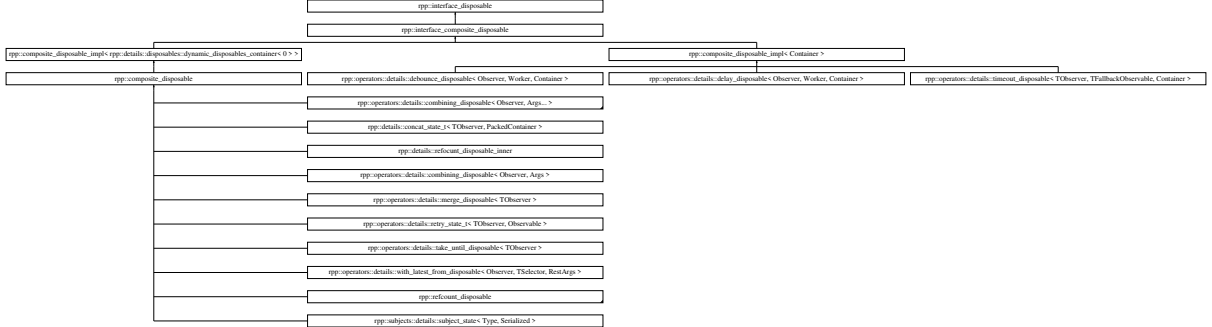 rpp::interface_disposable
rpp::interface_composite_disposable
rpp::composite_disposable_impl< rpp::details::disposables::dynamic_disposables_container< 0 > >
rpp::composite_disposable_impl< Container >
rpp::composite_disposable
rpp::operators::details::debounce_disposable< Observer, Worker, Container >
rpp::operators::details::delay_disposable< Observer, Worker, Container >
rpp::operators::details::timeout_disposable< TObserver, TFallbackObservable, Container >
rpp::operators::details::combining_disposable< Observer, Args... >
rpp::details::concat_state_t< TObserver, PackedContainer >
rpp::details::refocunt_disposable_inner
rpp::operators::details::combining_disposable< Observer, Args >
rpp::operators::details::merge_disposable< TObserver >
rpp::operators::details::retry_state_t< TObserver, Observable >
rpp::operators::details::take_until_disposable< TObserver >
rpp::operators::details::with_latest_from_disposable< Observer, TSelector, RestArgs >
rpp::refcount_disposable
rpp::subjects::details::subject_state< Type, Serialized >